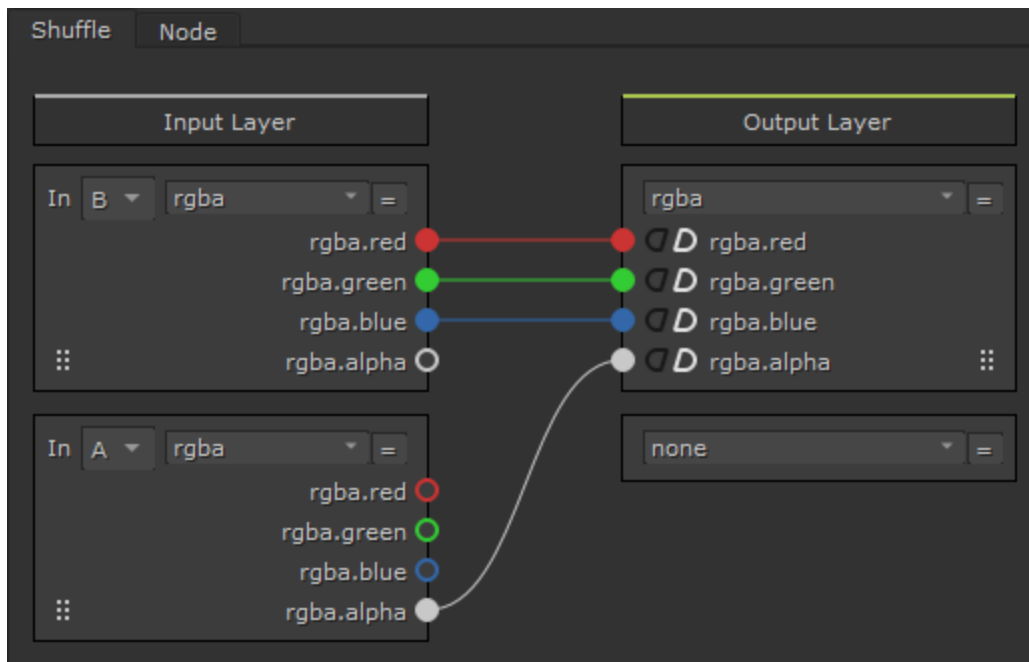 Shuffle Node
Input Layer
Output Layer
In B rgba =
rgba.red
rgba.green
rgba.blue
rgba.alpha
rgba =
rgba.red
rgba.green
rgba.blue
rgba.alpha
In A rgba =
rgba.red
rgba.green
rgba.blue
rgba.alpha
none =